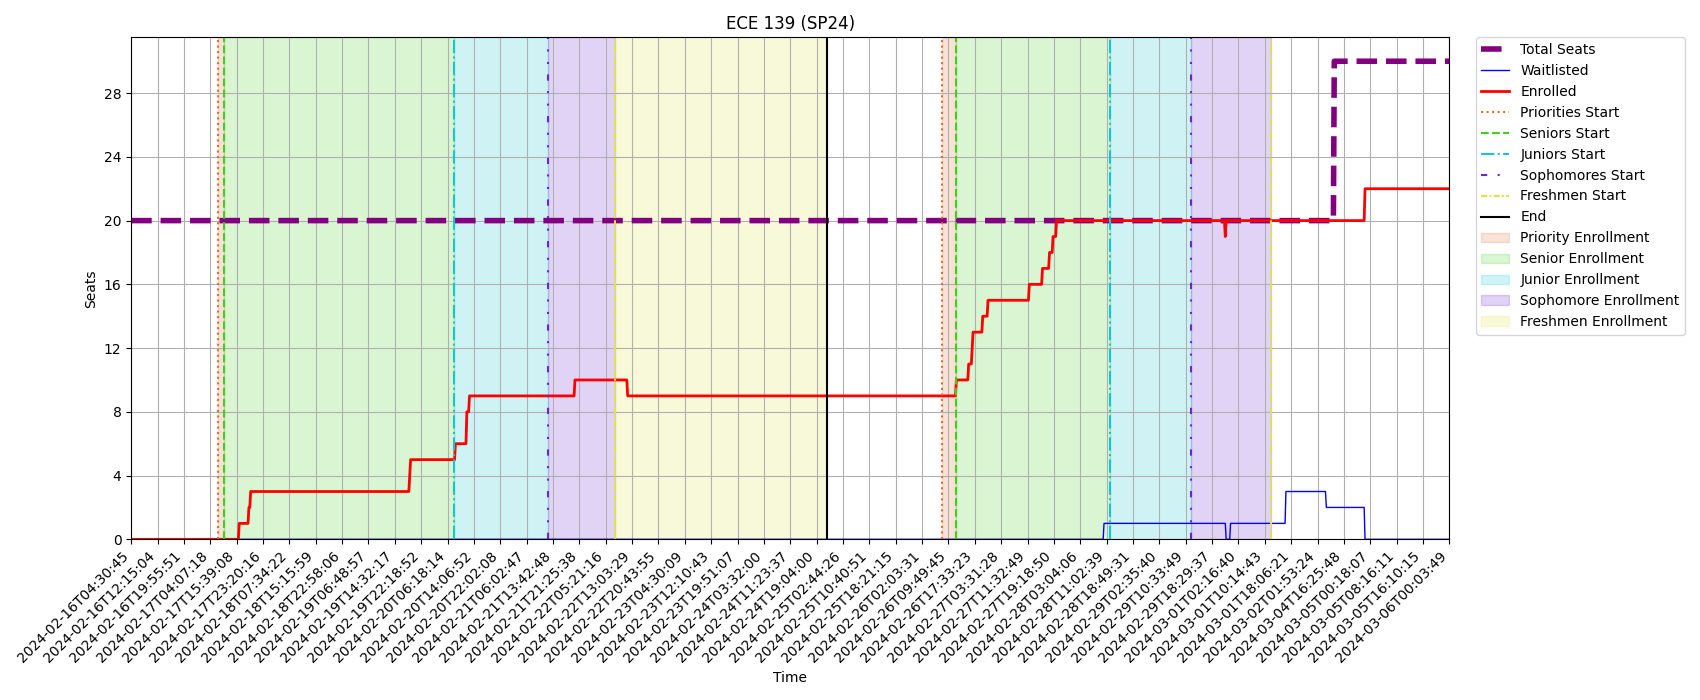 ECE 139 (SP24)
Seats
28
24
20
16
12
8
4
0
2024-02-16T04:30:45
2024-02-16T12:15:04
2024-02-16T19:55:51
2024-02-17T04:07:18
2024-02-17T15:39:08
2024-02-17T23:20:16
2024-02-18T07:34:22
2024-02-18T15:15:59
2024-02-18T22:58:06
2024-02-19T06:48:57
2024-02-19T14:32:17
2024-02-19T22:18:52
2024-02-20T06:18:14
2024-02-20T14:06:52
2024-02-20T22:02:08
2024-02-21T06:02:47
2024-02-21T13:42:48
2024-02-21T21:25:38
2024-02-22T05:21:16
2024-02-22T13:03:29
2024-02-22T20:43:55
2024-02-23T04:30:09
2024-02-23T12:10:43
2024-02-23T19:51:07
2024-02-24T03:32:00
2024-02-24T11:23:37
2024-02-24T19:04:00
2024-02-25T02:44:26
2024-02-25T10:40:51
2024-02-25T18:21:15
2024-02-26T02:03:31
2024-02-26T09:49:45
2024-02-26T17:33:23
2024-02-27T03:31:28
2024-02-27T11:32:49
2024-02-27T19:18:50
2024-02-28T03:04:06
2024-02-28T11:02:39
2024-02-28T18:49:31
2024-02-29T02:35:40
2024-02-29T10:33:49
2024-02-29T18:29:37
2024-03-01T02:16:40
2024-03-01T10:14:43
2024-03-01T18:06:21
2024-03-02T01:53:24
2024-03-04T16:25:48
2024-03-05T00:18:07
2024-03-05T08:16:11
2024-03-05T16:10:15
2024-03-06T00:03:49
Time
Total Seats
Waitlisted
Enrolled
Priorities Start
Seniors Start
Juniors Start
Sophomores Start
Freshmen Start
End
Priority Enrollment
Senior Enrollment
Junior Enrollment
Sophomore Enrollment
Freshmen Enrollment